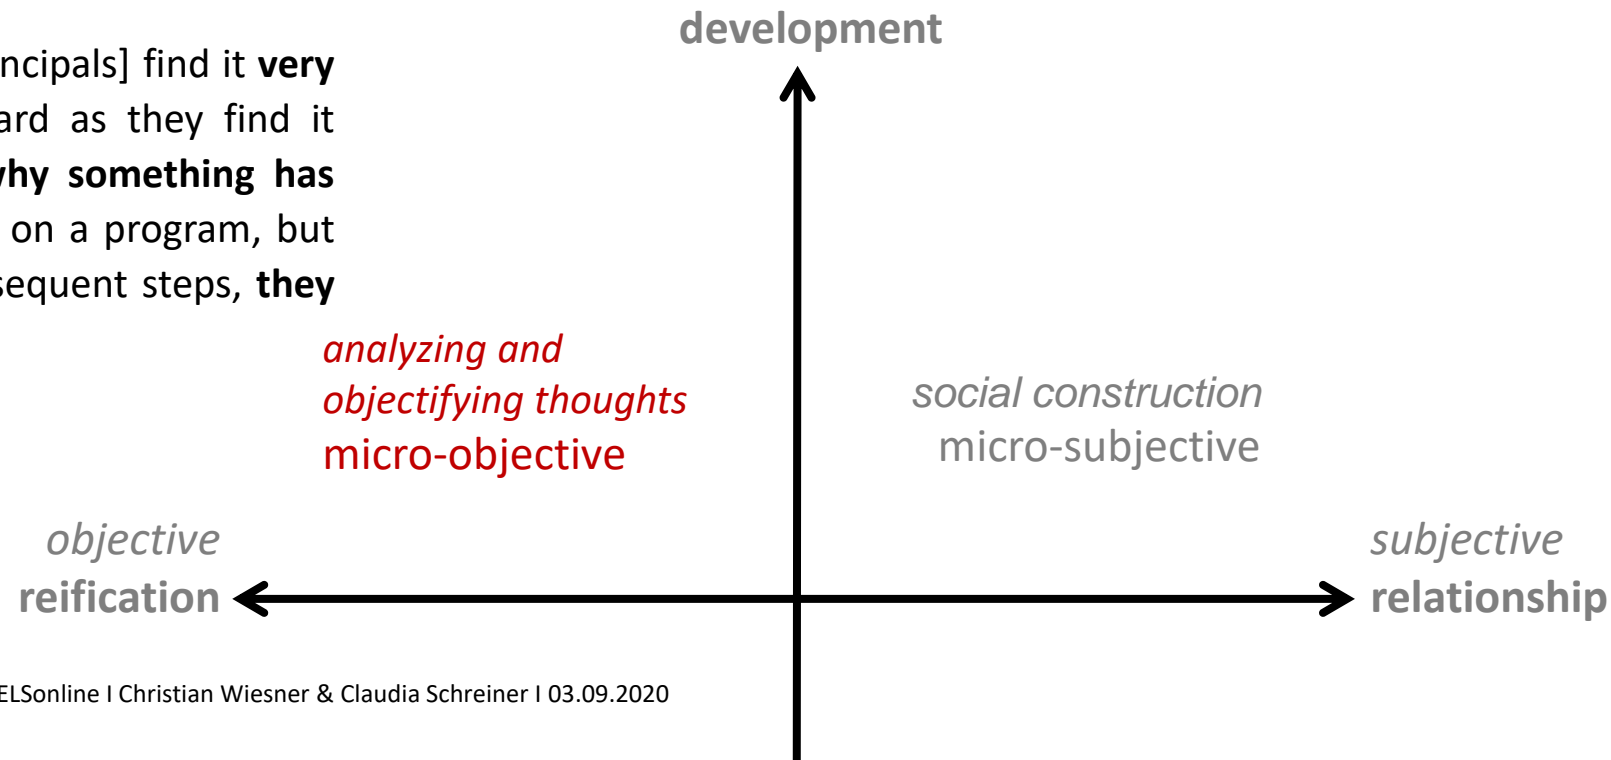 development
ncipals] find it very
ard as they find it
why something has
on a program, but
sequent steps, they
analyzing and
objectifying thoughts
micro-objective
social construction
micro-subjective
objective
reification
subjective
relationship
ELSonline I Christian Wiesner & Claudia Schreiner I 03.09.2020